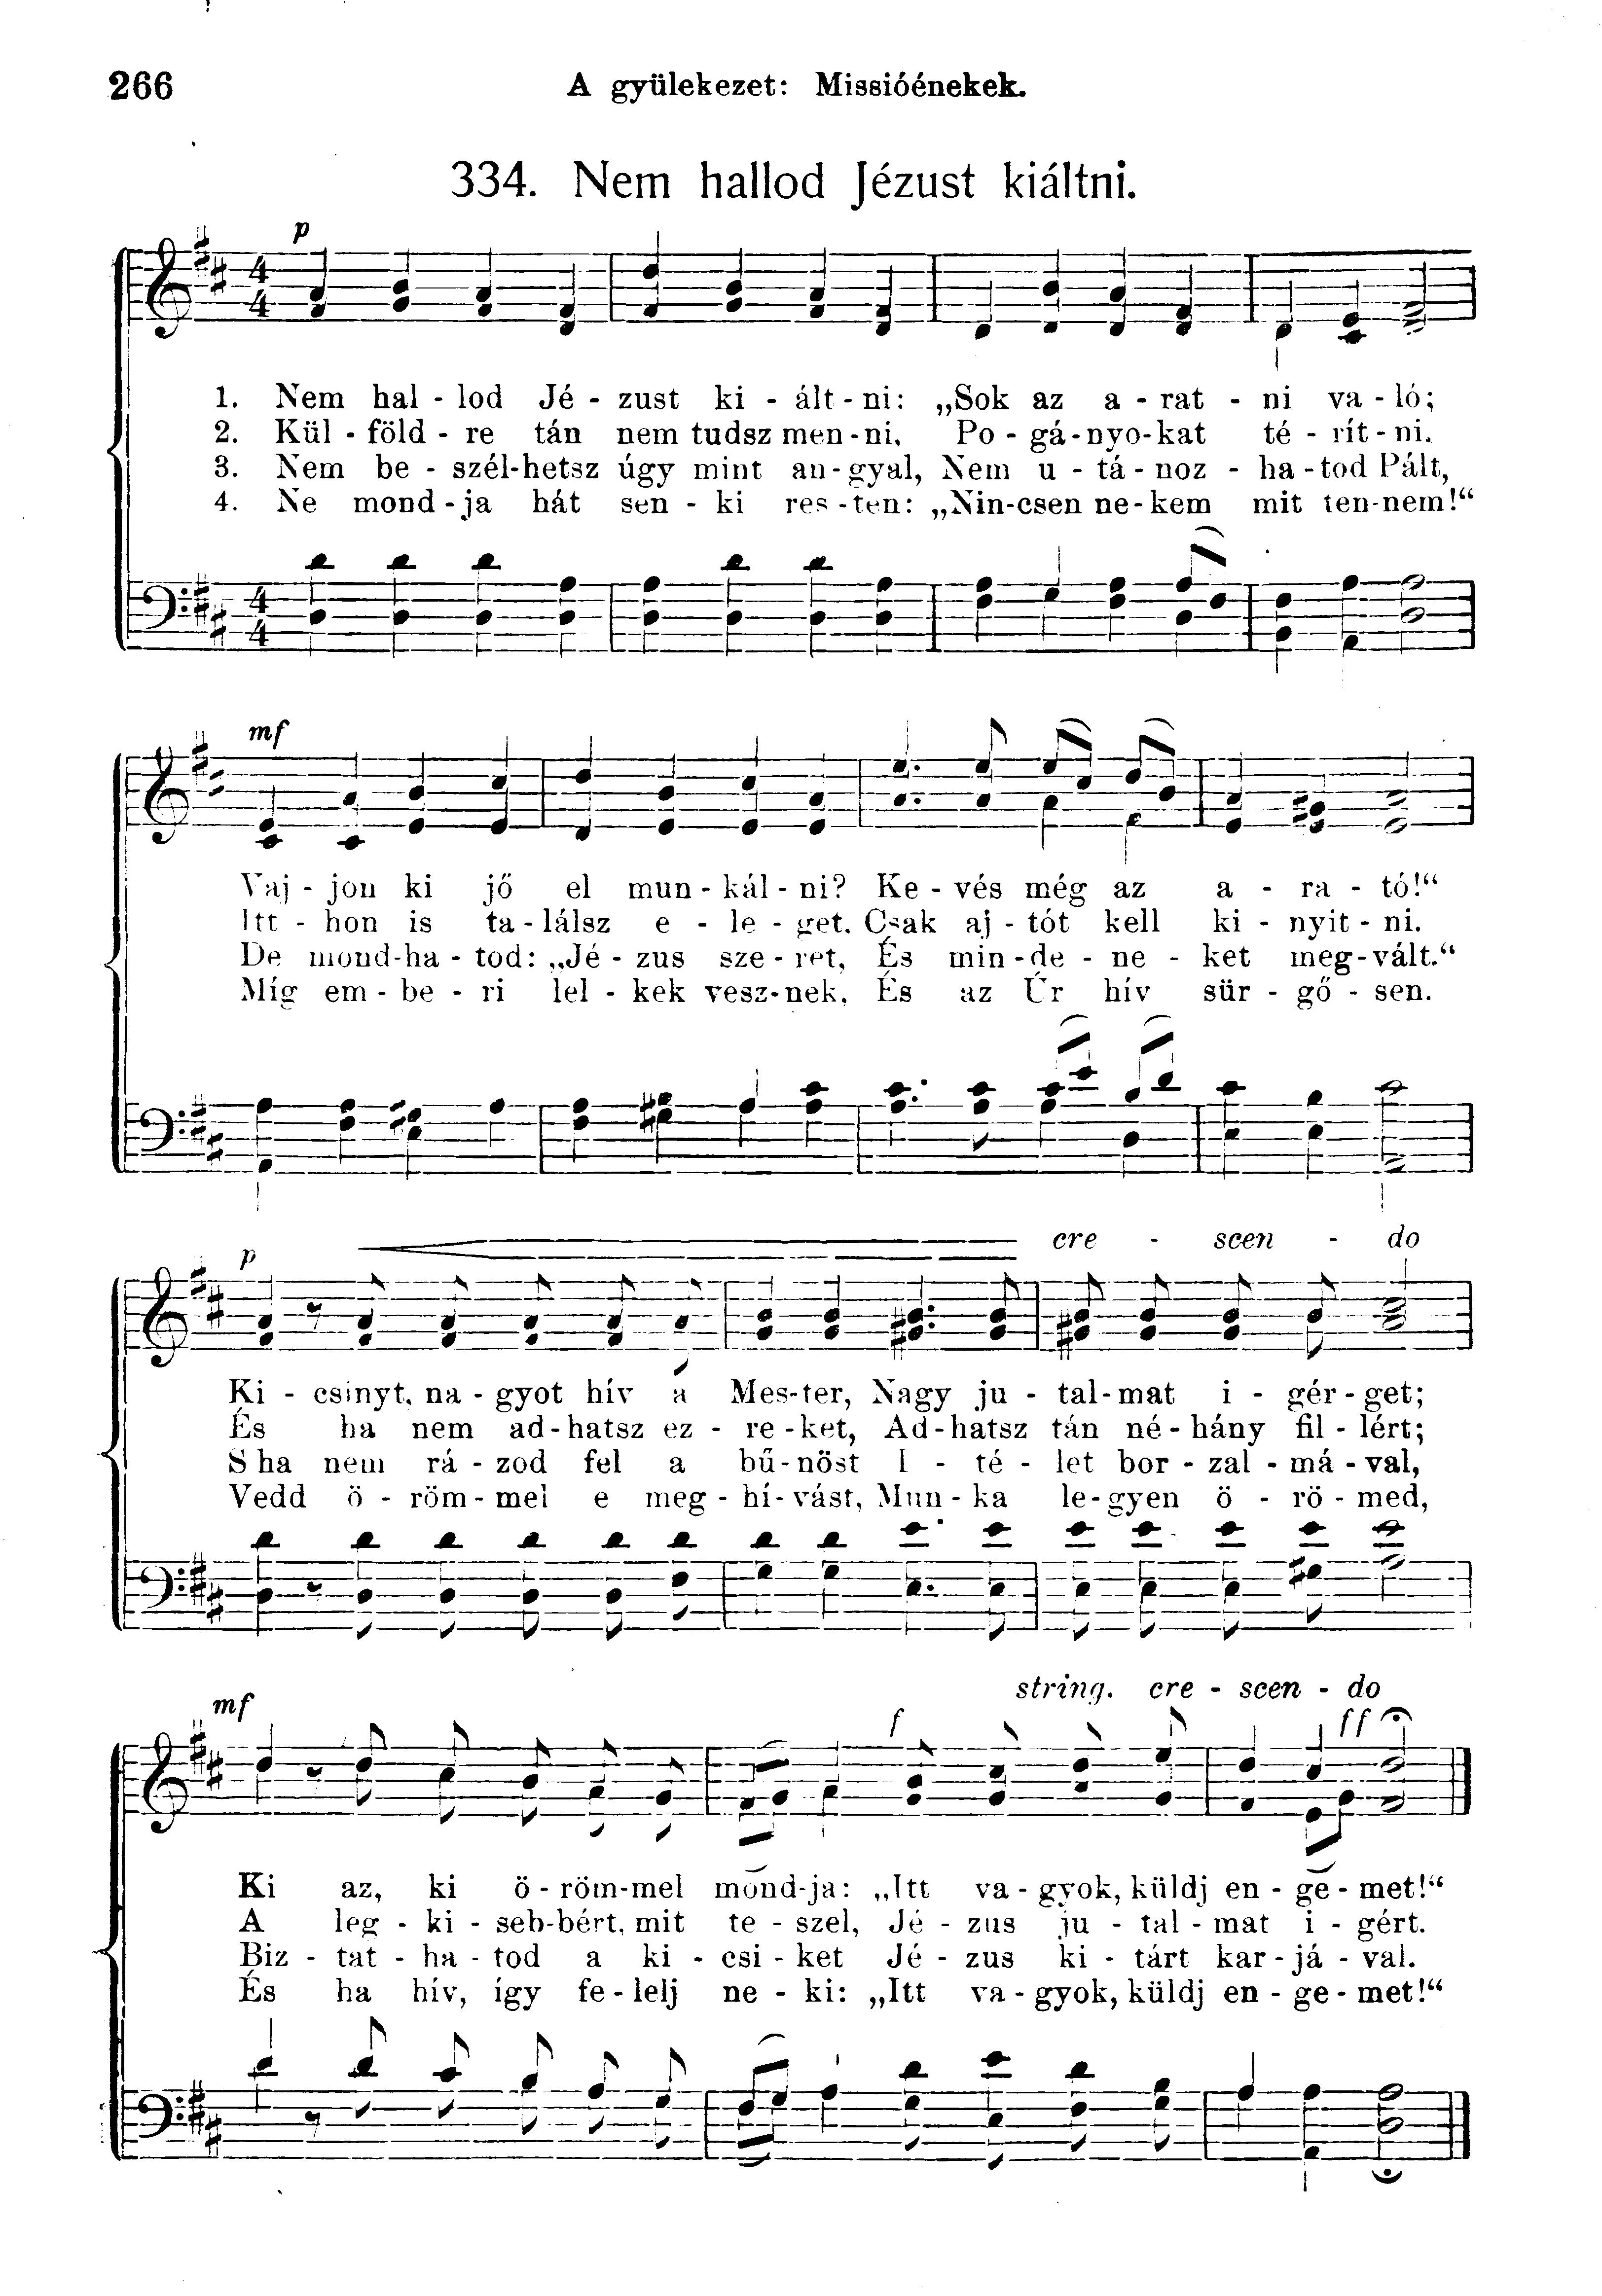 266 A gyülekezet: Missióénekek.
334. Nem hallod Jézust kiáltni.
p
4
4
1. Nem hal - lod Jé - zust ki - ált - ni: „Sok az a - rat - ni va - ló;
2. Kül - föld - re tán nem tudsz men - ni, Po - gá - nyo - kat té - rít - ni.
3. Nem be - szél - hetsz úgy mint an - gyal, Nem u - tá - noz - ha - tod Pált,
4. Ne mond - ja hát sen - ki res - ten: „Nin - csen ne - kem mit ten - nem!“
4
4
mf
Vaj - jon ki jő el mun - kál - ni? Ke - vés még az a - ra - tó!“
Itt - hon is ta - lálsz e - le - get. Csak aj - tót kell ki - nyit - ni.
De mond - ha - tod: „Jé - zus sze - ret, És min - de - ne - ket meg - vált.“
Míg em - be - ri lel - kek vesz - nek, És az Úr hív sür - gő - sen.
p cre - scen - do
Ki - csinyt, na - gyot hív a Mes - ter, Nagy ju - tal - mat i - gér - get;
És ha nem ad - hatsz ez - re - ket, Ad - hatsz tán né - hány fil - lért;
S ha nem rá - zod fel a bű - nöst I - té - let bor - zal - má - val,
Vedd ö - röm - mel e meg - hí - vást, Mun - ka le - gyen ö - rö - med,
mf f string. cre - scen - do ff
Ki az, ki ö - röm - mel mond - ja: „Itt va - gyok, küldj en - ge - met!“
A leg - ki - seb - bért, mit te - szel, Jé - zus ju - tal - mat i - gért.
Biz - tat - ha - tod a ki - csi - ket Jé - zus ki - tárt kar - já - val.
És ha hív, így fe - lelj ne - ki: „Itt va - gyok, küldj en - ge - met!“